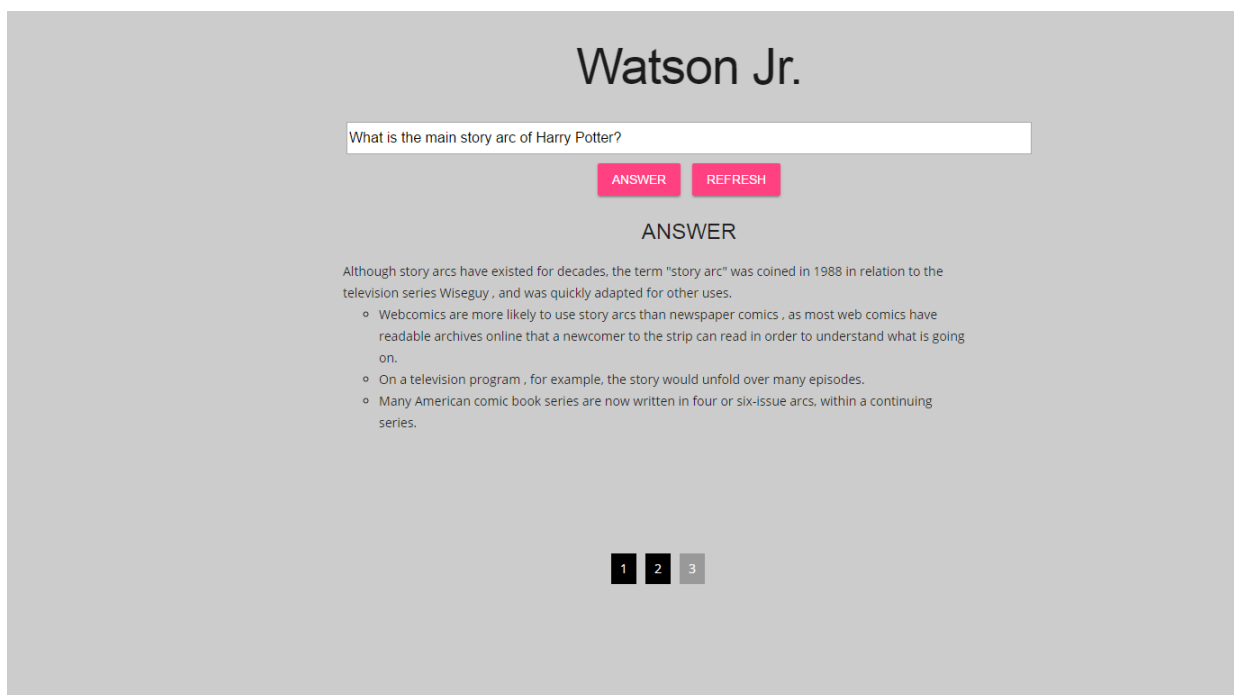 Watson Jr.
What is the main story arc of Harry Potter?
ANSWER REFRESH
ANSWER
Although story arcs have existed for decades, the term "story arc" was coined in 1988 in relation to the
television series Wiseguy , and was quickly adapted for other uses.
Webcomics are more likely to use story arcs than newspaper comics , as most web comics have
readable archives online that a newcomer to the strip can read in order to understand what is going
on.
On a television program , for example, the story would unfold over many episodes.
Many American comic book series are now written in four or six-issue arcs, within a continuing
series.
1 2 3